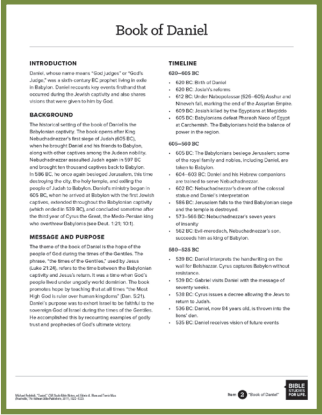 Book of Daniel
INTRODUCTION
Daniel, whose name means "God judges" or "God's
Judge," was a sixth-century BC prophet living in exile
in Babylon. Daniel recounts key events firsthand that
occurred during the Jewish captivity and also shares
visions that were given to him by God.
BACKGROUND
The historical setting of the book of Daniel is the
Babylonian captivity. The book opens after King
Nebuchadnezzar's first siege of Judah (605 BC),
when he brought Daniel and his friends to Babylon,
along with other captives among the Judean nobility.
Nebuchadnezzar assaulted Judah again in 597 BC
and brought ten thousand captives back to Babylon.
In 586 BC, he once again besieged Jerusalem, this time
destroying the city, the holy temple, and exiling the
people of Judah to Babylon. Daniel's ministry began in
605 BC, when he arrived at Babylon with the first Jewish
captives, extended throughout the Babylonian captivity
(which ended in 539 BC), and concluded sometime after
the third year of Cyrus the Great, the Medo-Persian king
who overthrew Babylonia (see Dan. 1:21; 10:1).
MESSAGE AND PURPOSE
The theme of the book of Daniel is the hope of the
people of God during the times of the Gentiles. The
phrase, "the times of the Gentiles," used by Jesus
(Luke 21:24), refers to the time between the Babylonian
captivity and Jesus's return. It was a time when God's
people lived under ungodly world dominion. The book
promotes hope by teaching that at all times "the Most
High God is ruler over human kingdoms" (Dan. 5:21).
Daniel's purpose was to exhort Israel to be faithful to the
sovereign God of Israel during the times of the Gentiles.
He accomplished this by recounting examples of godly
trust and prophecies of God's ultimate victory.
TIMELINE
630–605 BC
• 620 BC: Birth of Daniel
• 620 BC: Josiah's reforms
• 612 BC: Under Nabopolassar (626–605) Asshur and
Nineveh fall, marking the end of the Assyrian Empire.
• 609 BC: Josiah killed by the Egyptians at Megiddo
• 605 BC: Babylonians defeat Pharaoh Neco of Egypt
at Carchemish. The Babylonians hold the balance of
power in the region.
605–560 BC
• 605 BC: The Babylonians besiege Jerusalem; some
of the royal family and nobles, including Daniel, are
taken to Babylon.
• 604–603 BC: Daniel and his Hebrew companions
are trained to serve Nebuchadnezzar
• 602 BC: Nebuchadnezzar's dream of the colossal
statue and Daniel's interpretation
• 586 BC: Jerusalem falls to the third Babylonian siege
and the temple is destroyed.
• 573–566 BC: Nebuchadnezzar's seven years
of insanity
• 562 BC: Evil-merodach, Nebuchadnezzar's son,
succeeds him as king of Babylon.
560–525 BC
• 539 BC: Daniel interprets the handwriting on the
wall for Belshazzar. Cyrus captures Babylon without
resistance.
• 539 BC: Gabriel visits Daniel with the message of
seventy weeks.
• 538 BC: Cyrus issues a decree allowing the Jews to
return to Judah.
• 536 BC: Daniel, now 84 years old, is thrown into the
lions' den.
• 535 BC: Daniel receives vision of future events.
Item 2 "Book of Daniel"
BIBLE
STUDIES
FOR LIFE.